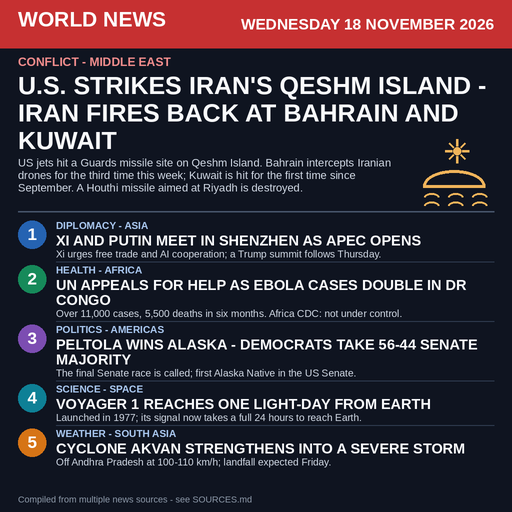 WORLD NEWS
WEDNESDAY 18 NOVEMBER 2026
CONFLICT - MIDDLE EAST
U.S. STRIKES IRAN'S QESHM ISLAND -
IRAN FIRES BACK AT BAHRAIN AND
KUWAIT
US jets hit a Guards missile site on Qeshm Island. Bahrain intercepts Iranian
drones for the third time this week; Kuwait is hit for the first time since
September. A Houthi missile aimed at Riyadh is destroyed.
1
DIPLOMACY - ASIA
XI AND PUTIN MEET IN SHENZHEN AS APEC OPENS
Xi urges free trade and AI cooperation; a Trump summit follows Thursday.
2
HEALTH - AFRICA
UN APPEALS FOR HELP AS EBOLA CASES DOUBLE IN DR
CONGO
Over 11,000 cases, 5,500 deaths in six months. Africa CDC: not under control.
3
POLITICS - AMERICAS
PELTOLA WINS ALASKA - DEMOCRATS TAKE 56-44 SENATE
MAJORITY
The final Senate race is called; first Alaska Native in the US Senate.
4
SCIENCE - SPACE
VOYAGER 1 REACHES ONE LIGHT-DAY FROM EARTH
Launched in 1977; its signal now takes a full 24 hours to reach Earth.
5
WEATHER - SOUTH ASIA
CYCLONE AKVAN STRENGTHENS INTO A SEVERE STORM
Off Andhra Pradesh at 100-110 km/h; landfall expected Friday.
Compiled from multiple news sources - see SOURCES.md